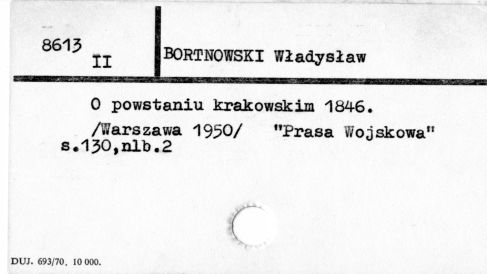 8613
II
BORTNOWSKI Władysław
O powstaniu krakowskim 1846.
/Warszawa 1950/ "Prasa Wojskowa"
s.130,nlb.2
DUJ. 693/70. 10 000.